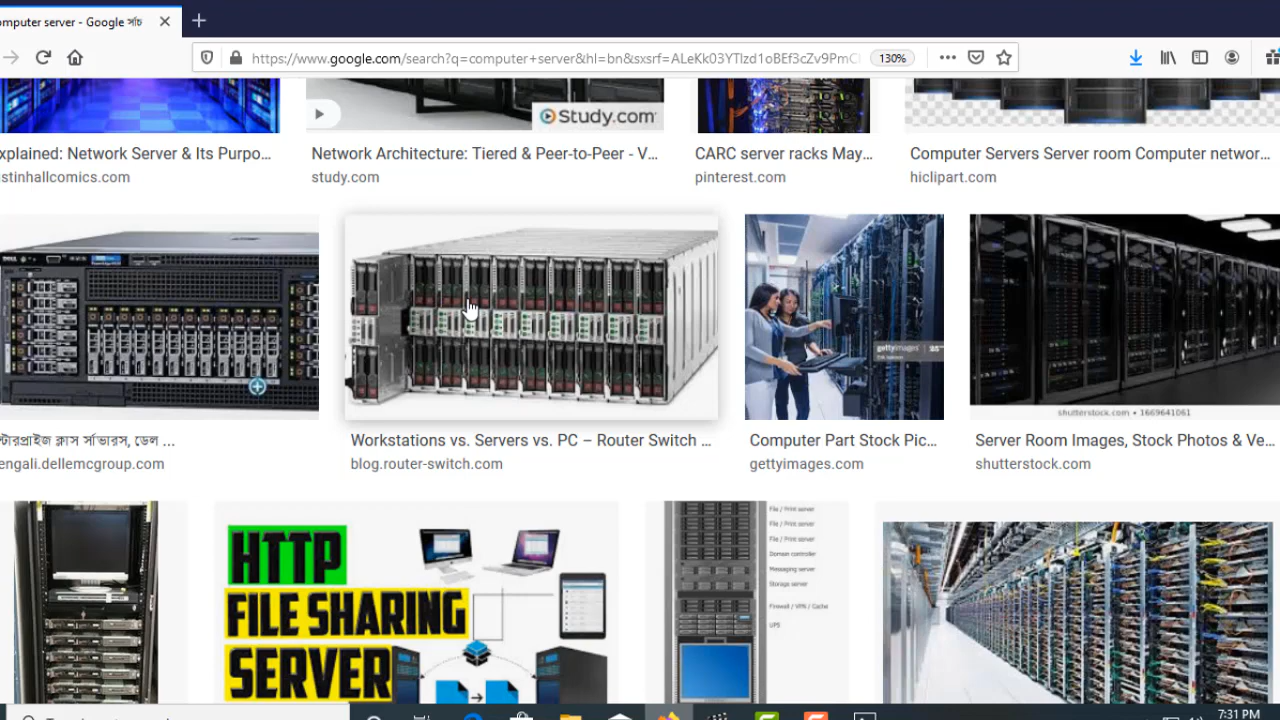 omputer server - Google র্সাচ
https://www.google.com/search?q=computer+server&hl=bn&sxsrf=ALeKk03YTlzd1oBEf3cZv9PmC
130%
Study.com
xplained: Network Server & Its Purpo...
stinhallcomics.com
Network Architecture: Tiered & Peer-to-Peer - V...
study.com
CARC server racks May...
pinterest.com
Computer Servers Server room Computer networ...
hiclipart.com
gettyimages
shutterstock.com • 1669641061
ন্টারপ্রাইজ ক্লাস র্সাভারস, ডেল ...
engali.dellemcgroup.com
Workstations vs. Servers vs. PC – Router Switch ...
blog.router-switch.com
Computer Part Stock Pic...
gettyimages.com
Server Room Images, Stock Photos & Ve...
shutterstock.com
HTTP
FILE SHARING
SERVER
File / Print server
File / Print server
File / Print server
Domain controller
Messaging server
Storage server
Firewall / VPN / Cache
UPS
7:31 PM